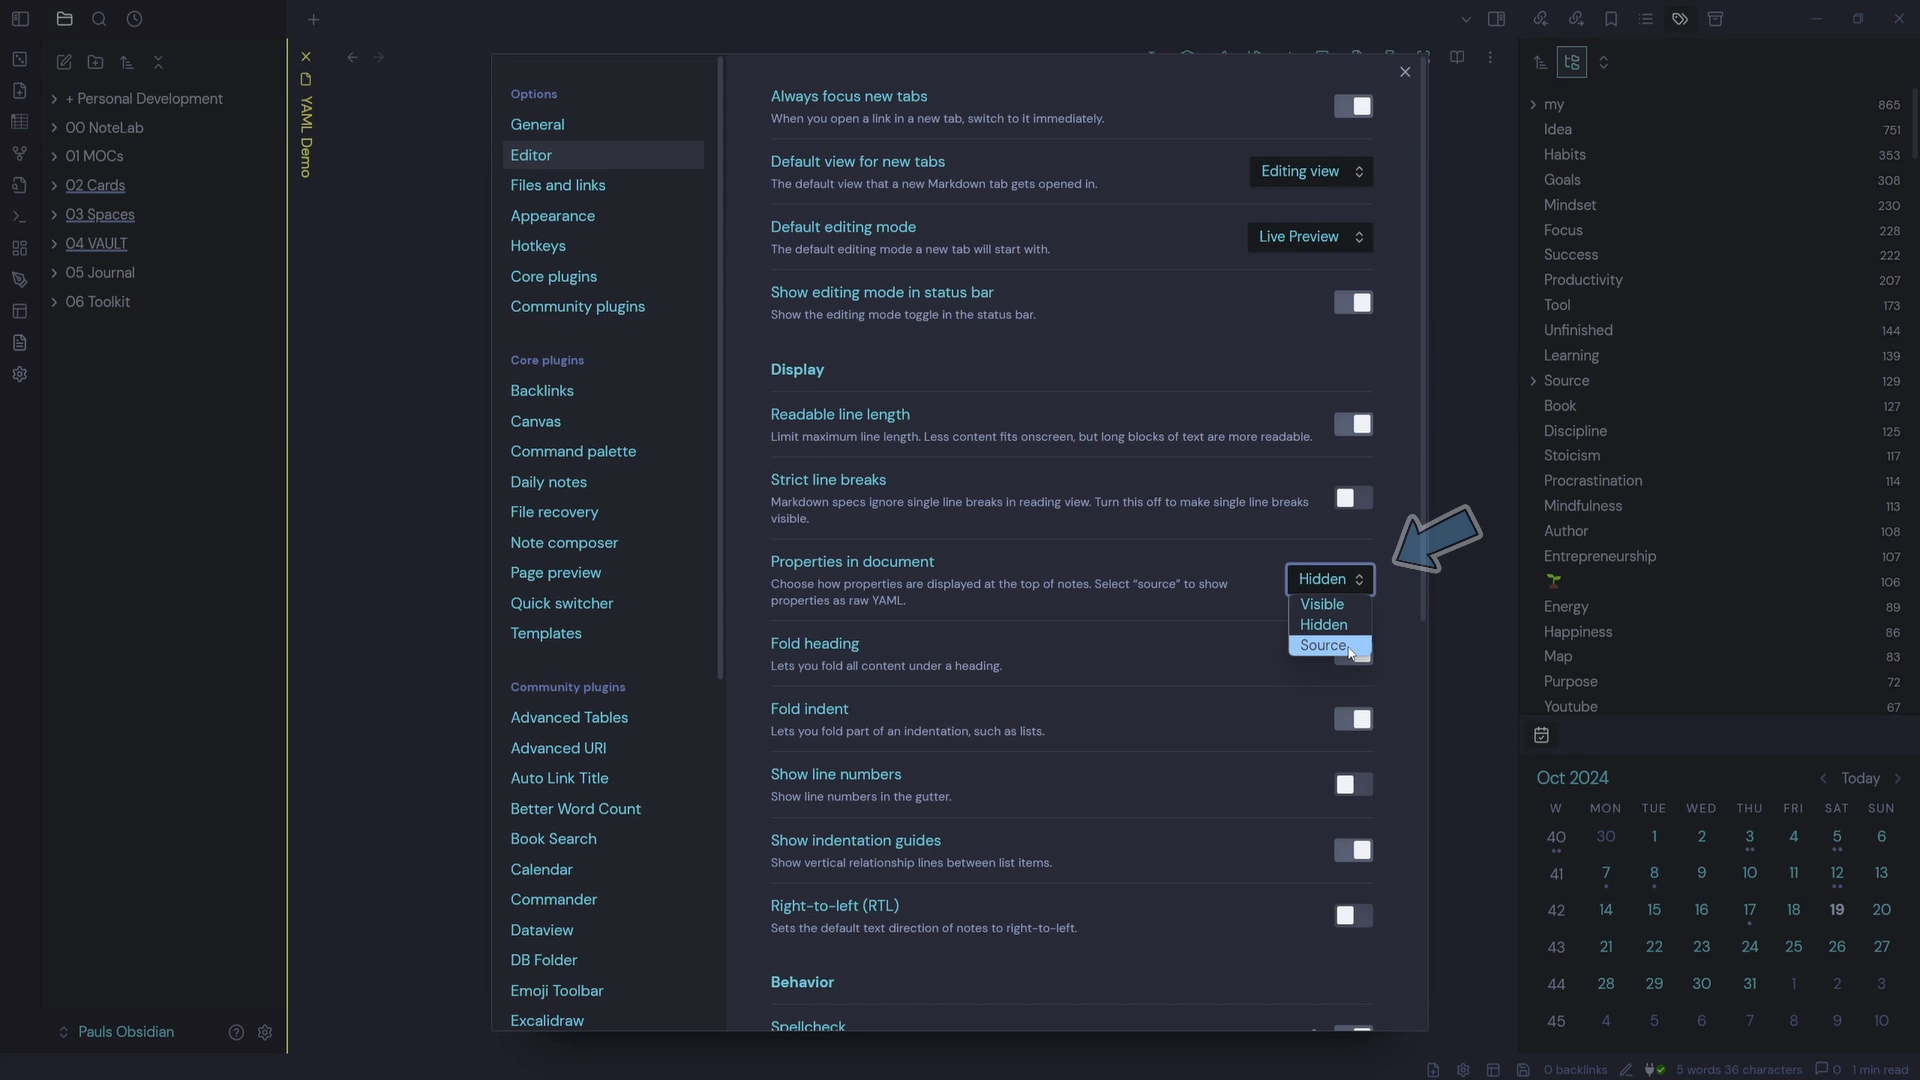 + Personal Development
00 NoteLab
01 MOCs
02 Cards
03 Spaces
04 VAULT
05 Journal
06 Toolkit
Pauls Obsidian
YAML Demo
Options
General
Editor
Files and links
Appearance
Hotkeys
Core plugins
Community plugins
Core plugins
Backlinks
Canvas
Command palette
Daily notes
File recovery
Note composer
Page preview
Quick switcher
Templates
Community plugins
Advanced Tables
Advanced URI
Auto Link Title
Better Word Count
Book Search
Calendar
Commander
Dataview
DB Folder
Emoji Toolbar
Excalidraw
Always focus new tabs
When you open a link in a new tab, switch to it immediately.
Default view for new tabs
The default view that a new Markdown tab gets opened in.
Editing view
Default editing mode
The default editing mode a new tab will start with.
Live Preview
Show editing mode in status bar
Show the editing mode toggle in the status bar.
Display
Readable line length
Limit maximum line length. Less content fits onscreen, but long blocks of text are more readable.
Strict line breaks
Markdown specs ignore single line breaks in reading view. Turn this off to make single line breaks
visible.
Properties in document
Choose how properties are displayed at the top of notes. Select “source” to show
properties as raw YAML.
Hidden
Visible
Hidden
Source
Fold heading
Lets you fold all content under a heading.
Fold indent
Lets you fold part of an indentation, such as lists.
Show line numbers
Show line numbers in the gutter.
Show indentation guides
Show vertical relationship lines between list items.
Right-to-left (RTL)
Sets the default text direction of notes to right-to-left.
Behavior
Spellcheck
my 865
Idea 751
Habits 353
Goals 308
Mindset 230
Focus 228
Success 222
Productivity 207
Tool 173
Unfinished 144
Learning 139
Source 129
Book 127
Discipline 125
Stoicism 117
Procrastination 114
Mindfulness 113
Author 108
Entrepreneurship 107
🌱 106
Energy 89
Happiness 86
Map 83
Purpose 72
Youtube 67
Oct 2024 Today
W MON TUE WED THU FRI SAT SUN
40 30 1 2 3 4 5 6
41 7 8 9 10 11 12 13
42 14 15 16 17 18 19 20
43 21 22 23 24 25 26 27
44 28 29 30 31 1 2 3
45 4 5 6 7 8 9 10
0 backlinks 5 words 36 characters 0 1 min read